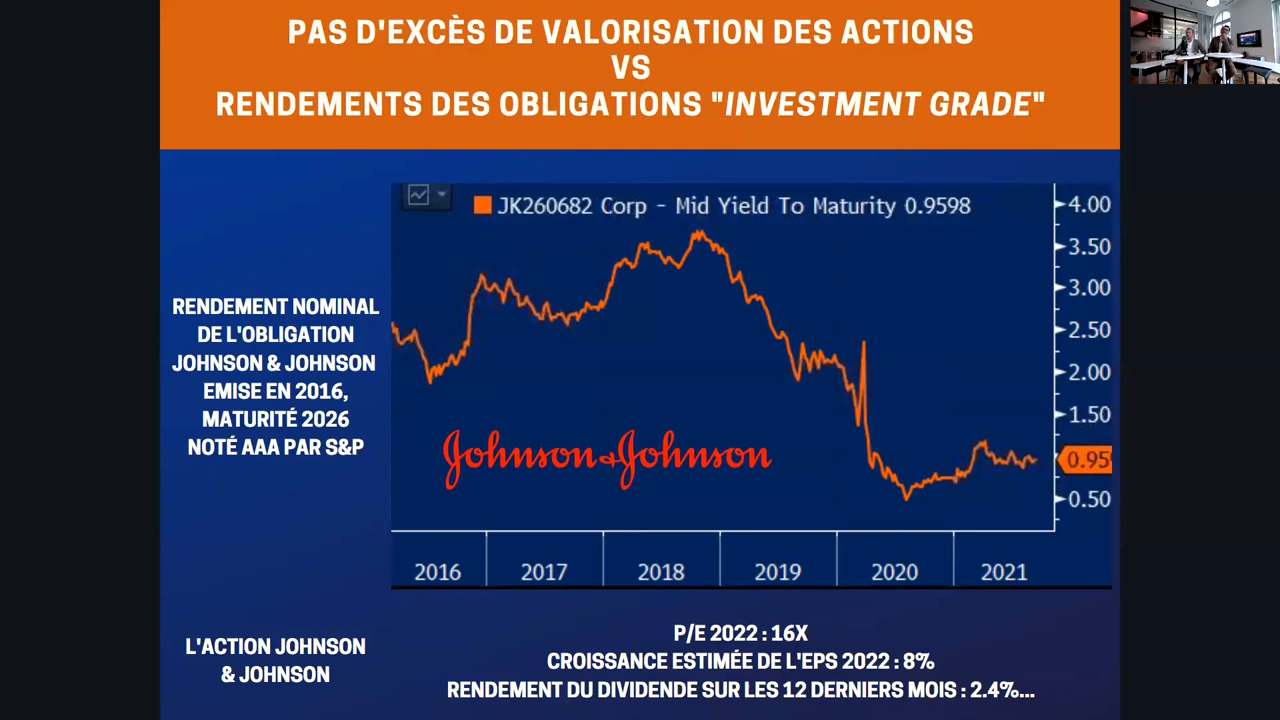 PAS D'EXCÈS DE VALORISATION DES ACTIONS
VS
RENDEMENTS DES OBLIGATIONS "INVESTMENT GRADE"
JK260682 Corp - Mid Yield To Maturity 0.9598
4.00
3.50
3.00
2.50
2.00
1.50
0.95
0.50
RENDEMENT NOMINAL
DE L'OBLIGATION
JOHNSON & JOHNSON
EMISE EN 2016,
MATURITÉ 2026
NOTÉ AAA PAR S&P
Johnson & Johnson
2016 2017 2018 2019 2020 2021
L'ACTION JOHNSON
& JOHNSON
P/E 2022 : 16X
CROISSANCE ESTIMÉE DE L'EPS 2022 : 8%
RENDEMENT DU DIVIDENDE SUR LES 12 DERNIERS MOIS : 2.4%...